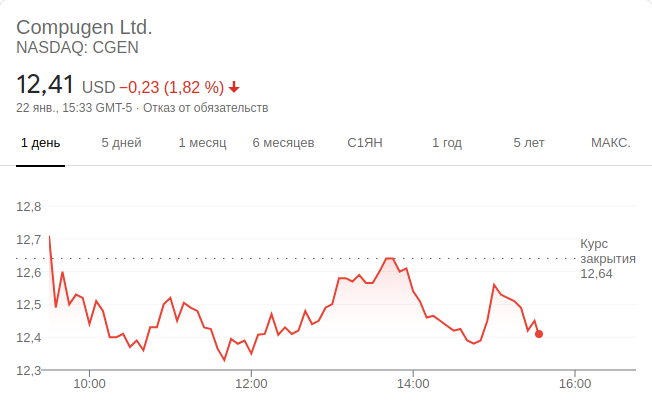 Compugen Ltd.
NASDAQ: CGEN
12,41 USD −0,23 (1,82 %)
22 янв., 15:33 GMT-5 · Отказ от обязательств
1 день 5 дней 1 месяц 6 месяцев С1ЯН 1 год 5 лет МАКС.
12,8
12,7
12,6
12,5
12,4
12,3
Курс
закрытия
12,64
10:00 12:00 14:00 16:00